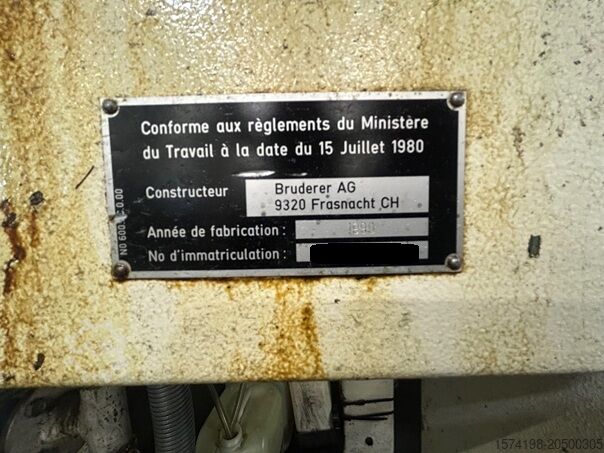 Conforme aux règlements du Ministère
du Travail à la date du 15 Juillet 1980
Constructeur
Bruderer AG
9320 Frasnacht CH
Année de fabrication :
No d'immatriculation :
1574198-20500305